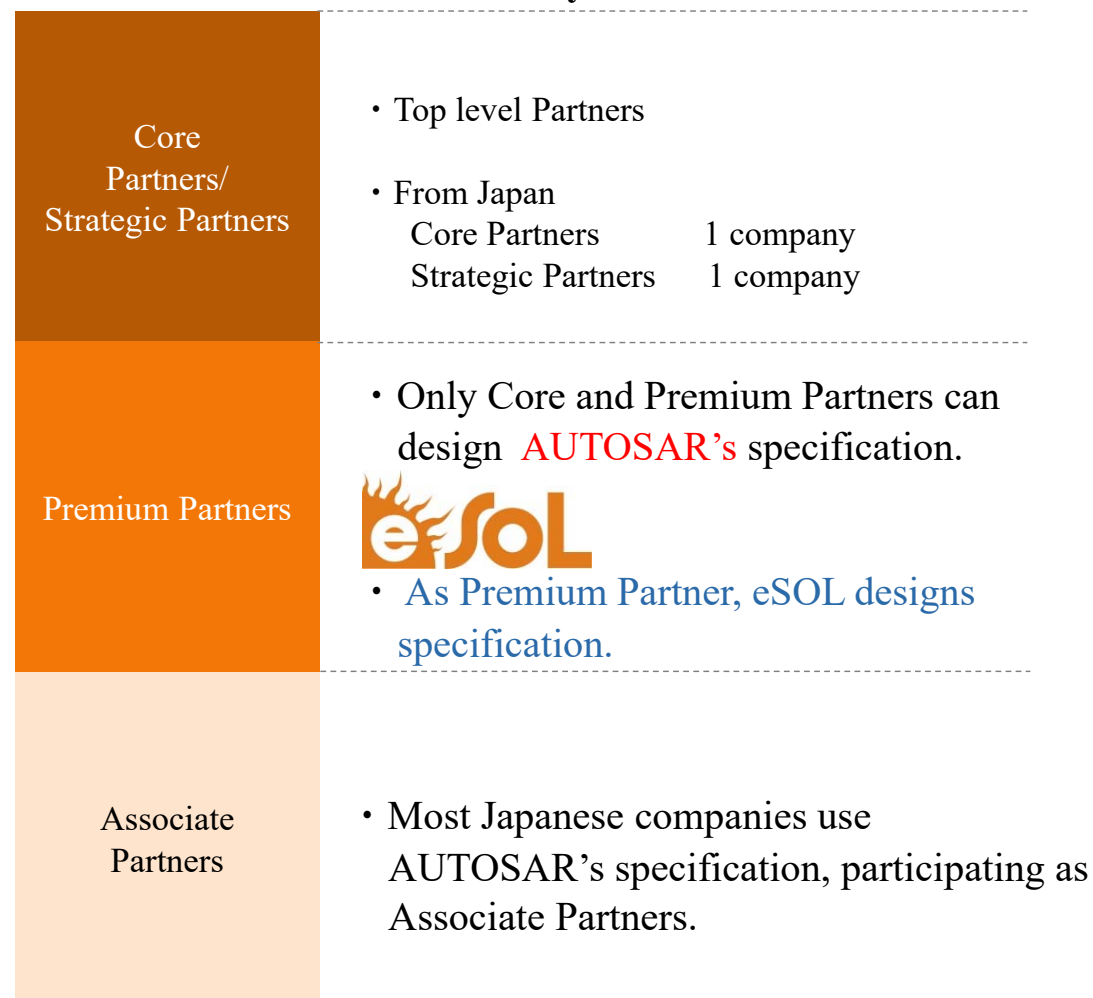 Core
Partners/
Strategic Partners
・Top level Partners
・From Japan
Core Partners 1 company
Strategic Partners 1 company
Premium Partners
・Only Core and Premium Partners can
design AUTOSAR’s specification.
eSOL
・ As Premium Partner, eSOL designs
specification.
Associate
Partners
・Most Japanese companies use
AUTOSAR’s specification, participating as
Associate Partners.